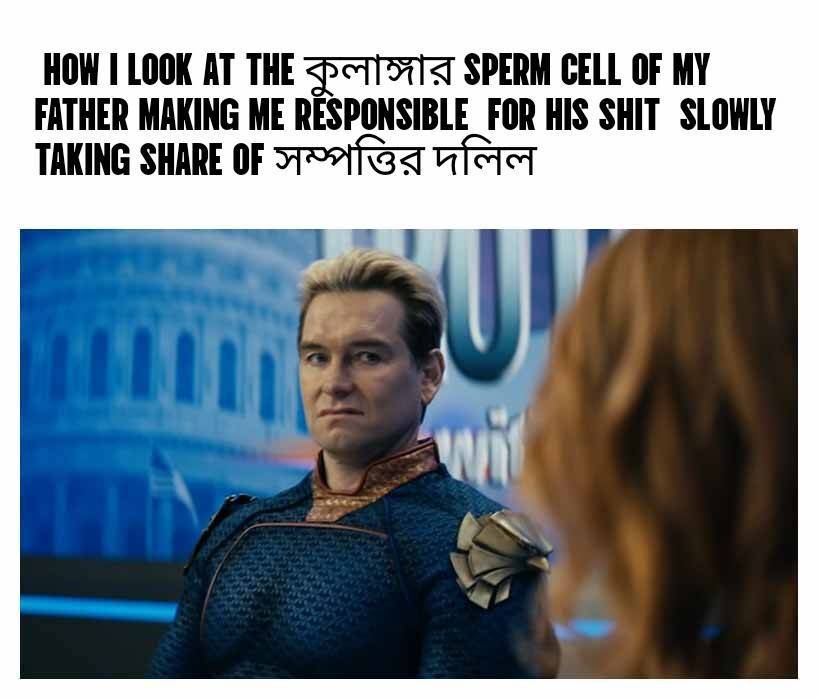 HOW I LOOK AT THE কুলাঙ্গার SPERM CELL OF MY
FATHER MAKING ME RESPONSIBLE FOR HIS SHIT SLOWLY
TAKING SHARE OF সম্পত্তির দলিল
wit